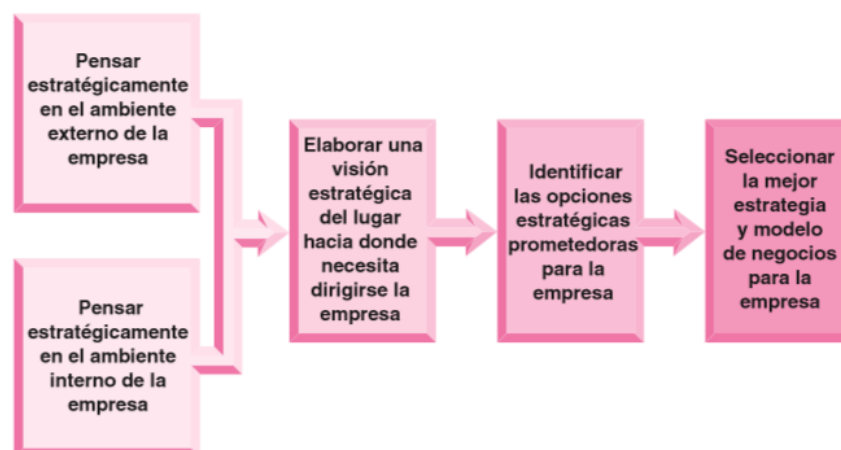 Pensar
estratégicamente
en el ambiente
externo de la
empresa
Pensar
estratégicamente
en el ambiente
interno de la
empresa
Elaborar una
visión
estratégica
del lugar
hacia donde
necesita
dirigirse la
empresa
Identificar
las opciones
estratégicas
prometedoras
para la
empresa
Seleccionar
la mejor
estrategia
y modelo
de negocios
para la
empresa